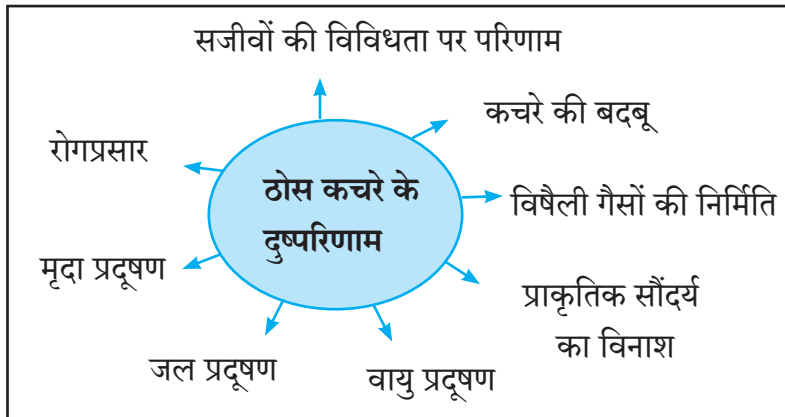 सजीवों की विविधता पर परिणाम
कचरे की बदबू
रोगप्रसार
ठोस कचरे के
दुष्परिणाम
विषैली गैसों की निर्मिति
मृदा प्रदूषण
प्राकृतिक सौंदर्य
का विनाश
जल प्रदूषण
वायु प्रदूषण